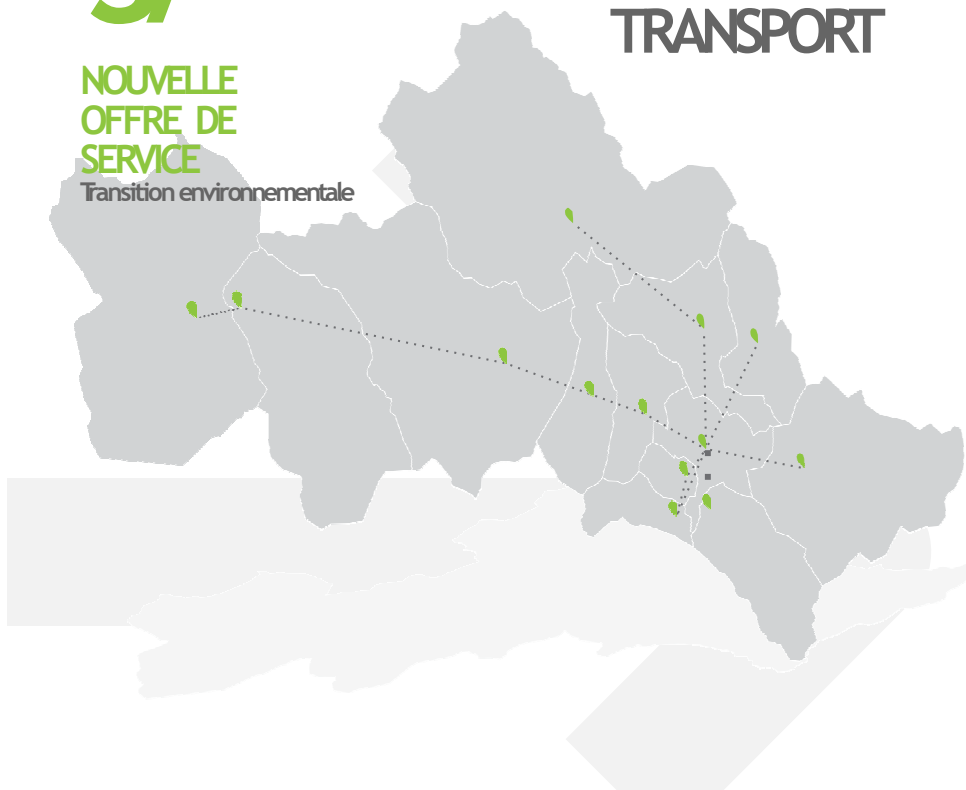 TRANSPORT
NOUVELLE
OFFRE DE
SERVICE
Transition environnementale